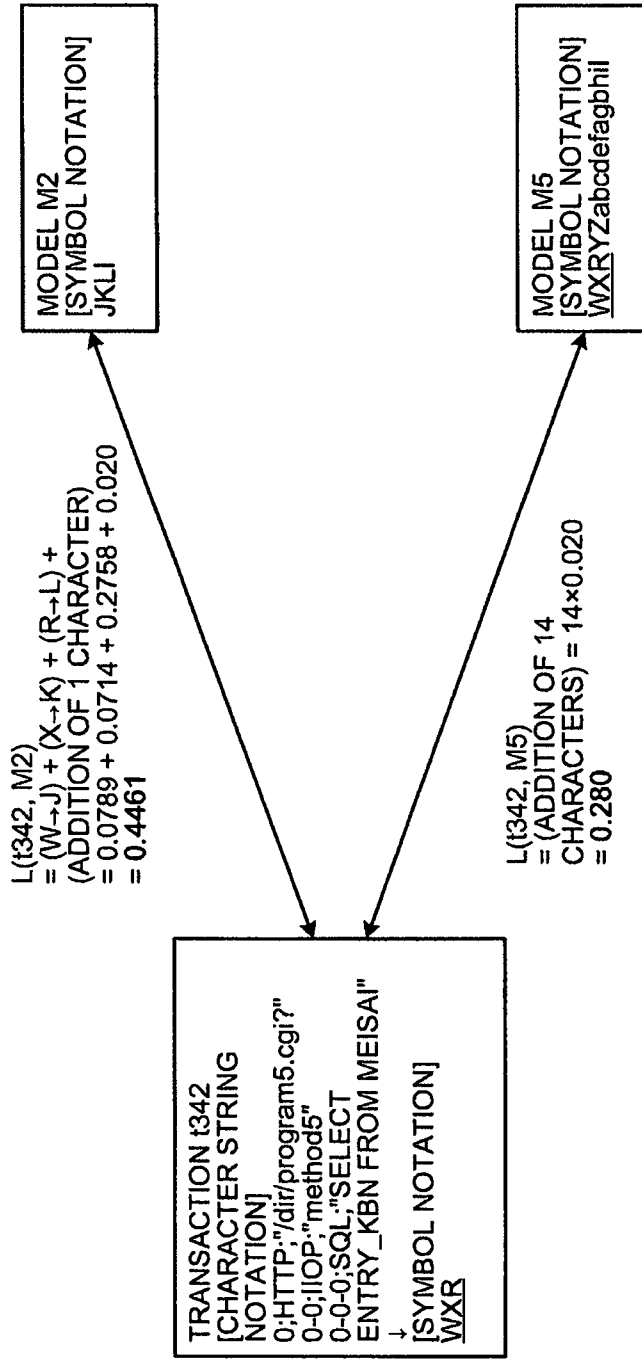 TRANSACTION t342
[CHARACTER STRING
NOTATION]
0;HTTP;"/dir/program5.cgi?"
0-0;IIOP;"method5"
0-0-0;SQL;"SELECT
ENTRY_KBN FROM MEISAI"
↓
[SYMBOL NOTATION]
WXR
L(t342, M2)
= (W→J) + (X→K) + (R→L) +
(ADDITION OF 1 CHARACTER)
= 0.0789 + 0.0714 + 0.2758 + 0.020
= 0.4461
MODEL M2
[SYMBOL NOTATION]
JKLI
L(t342, M5)
= (ADDITION OF 14
CHARACTERS) = 14×0.020
= 0.280
MODEL M5
[SYMBOL NOTATION]
WXRYZabcdefagbhil